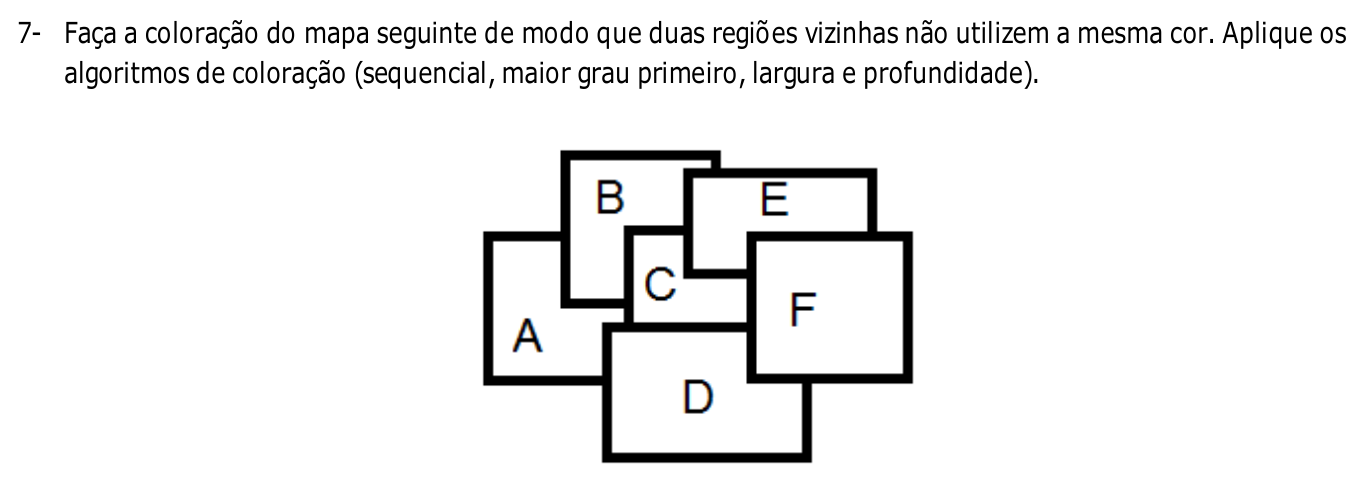 7- Faça a coloração do mapa seguinte de modo que duas regiões vizinhas não utilizem a mesma cor. Aplique os
algoritmos de coloração (sequencial, maior grau primeiro, largura e profundidade).
B
E
C
F
A
D